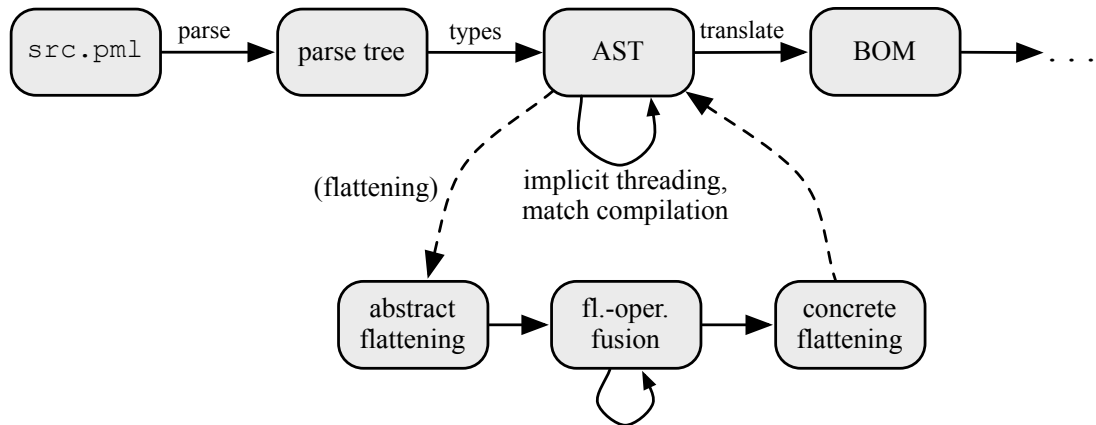 src.pml
parse
parse tree
types
AST
translate
BOM
. . .
(flattening)
implicit threading,
match compilation
abstract
flattening
fl.-oper.
fusion
concrete
flattening